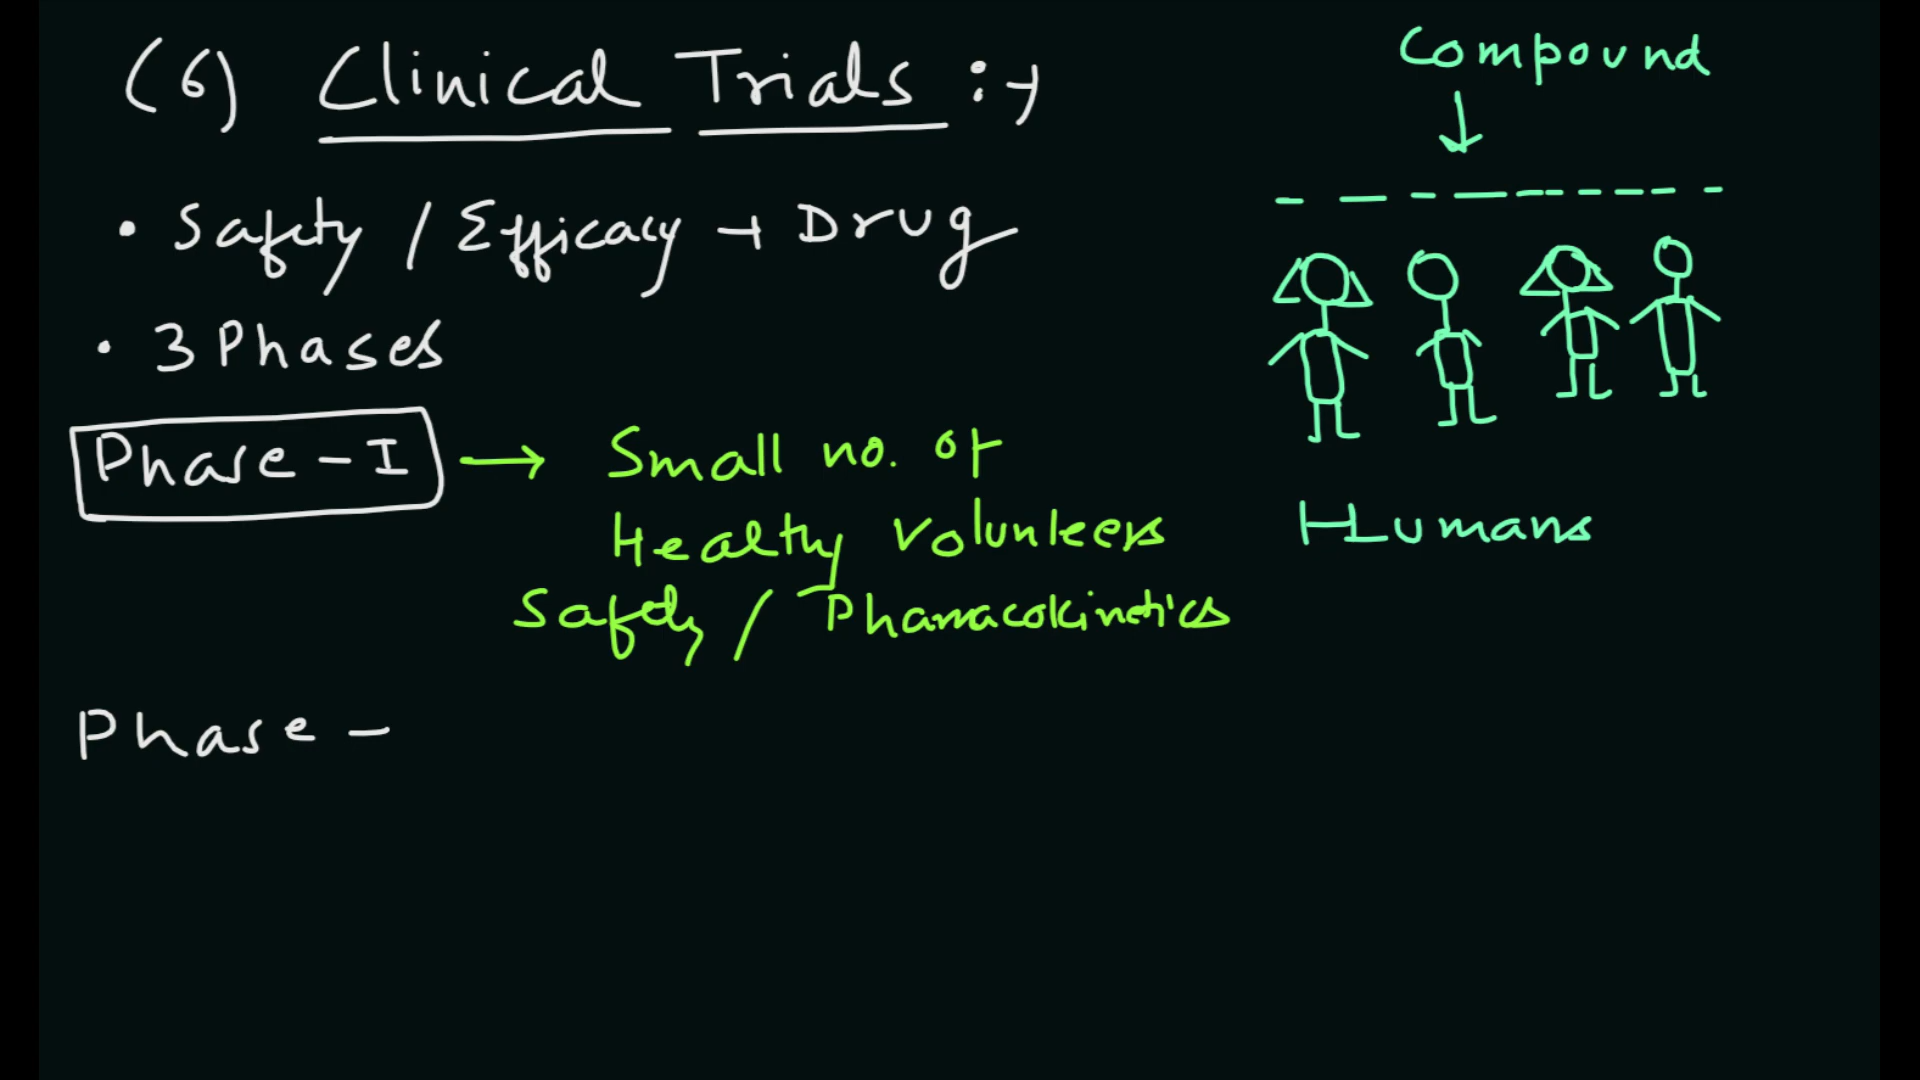 (6) Clinical Trials :→
• Safety / Efficacy → Drug
• 3 Phases
Phase - I → Small no. of
Healthy Volunteers
Safety / Pharmacokinetics
Phase -
Compound
Humans